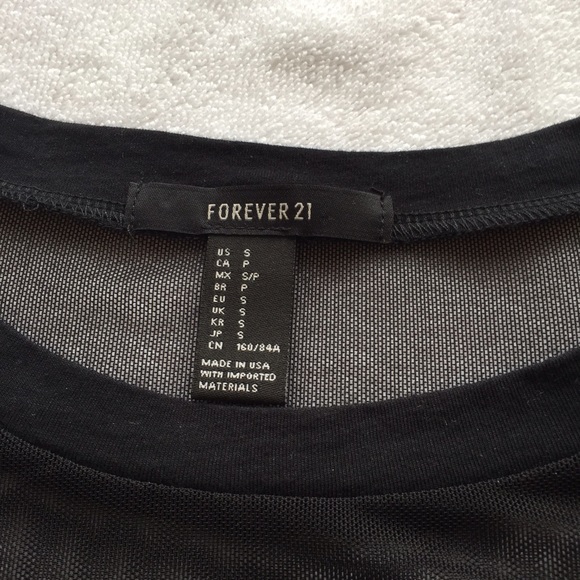 FOREVER 21
US S
CA P
MX S/P
BR P
EU S
UK S
KR S
JP S
CN 160/84A
MADE IN USA
WITH IMPORTED
MATERIALS